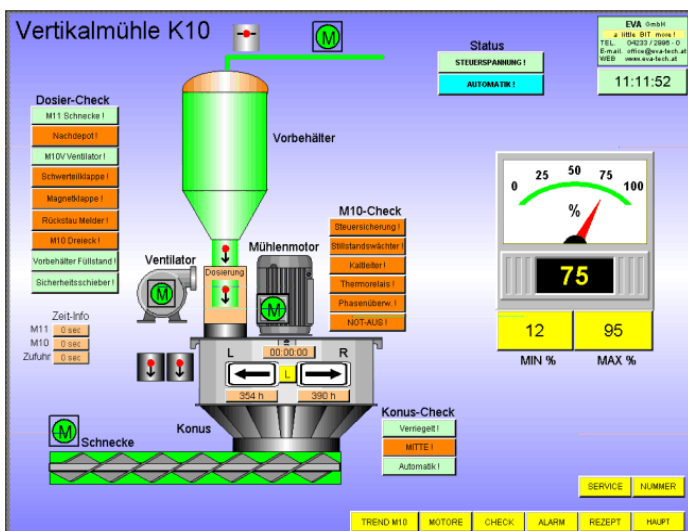 Vertikalmühle K10
M
Status
STEUERSPANNUNG !
AUTOMATIK !
EVA GmbH
a little BIT more !
TEL. 04233 / 2896 - 0
E-mail. office@eva-tech.at
WEB www.eva-tech.at
11:11:52
Dosier-Check
M11 Schnecke !
Nachdepot !
M10V Ventilator !
Schwerteilklappe !
Magnetklappe !
Rückstau Melder !
M10 Dreieck !
Vorbehälter Füllstand !
Sicherheitsschieber !
Vorbehälter
M10-Check
Steuersicherung !
Stillstandswächter !
Kaltleiter !
Thermorelais !
Phasenüberw. !
NOT-AUS !
0 25 50 75 100
%
75
12 95
MIN % MAX %
Ventilator
M
Dosierung
Mühlenmotor
M
Zeit-Info
M11 0 sec
M10 0 sec
Zufuhr 0 sec
L 00:00:00 R
L
354 h 390 h
Konus
Konus-Check
Verriegelt !
MITTE !
Automatik !
M
Schnecke
SERVICE NUMMER
TREND M10 MOTORE CHECK ALARM REZEPT HAUPT